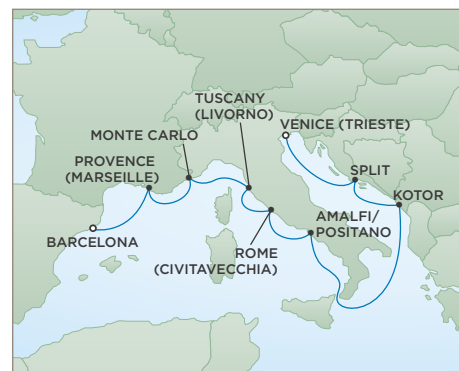 TUSCANY
(LIVORNO)
VENICE (TRIESTE)
MONTE CARLO
PROVENCE
(MARSEILLE)
SPLIT
KOTOR
AMALFI/
POSITANO
BARCELONA
ROME
(CIVITAVECCHIA)